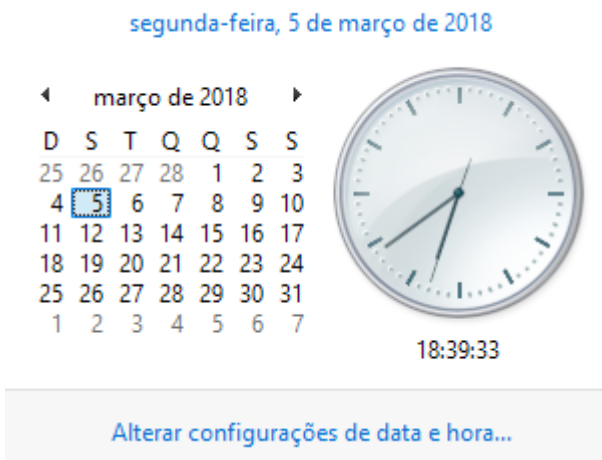 segunda-feira, 5 de março de 2018
março de 2018
D S T Q Q S S
25 26 27 28 1 2 3
4 5 6 7 8 9 10
11 12 13 14 15 16 17
18 19 20 21 22 23 24
25 26 27 28 29 30 31
1 2 3 4 5 6 7
18:39:33
Alterar configurações de data e hora...